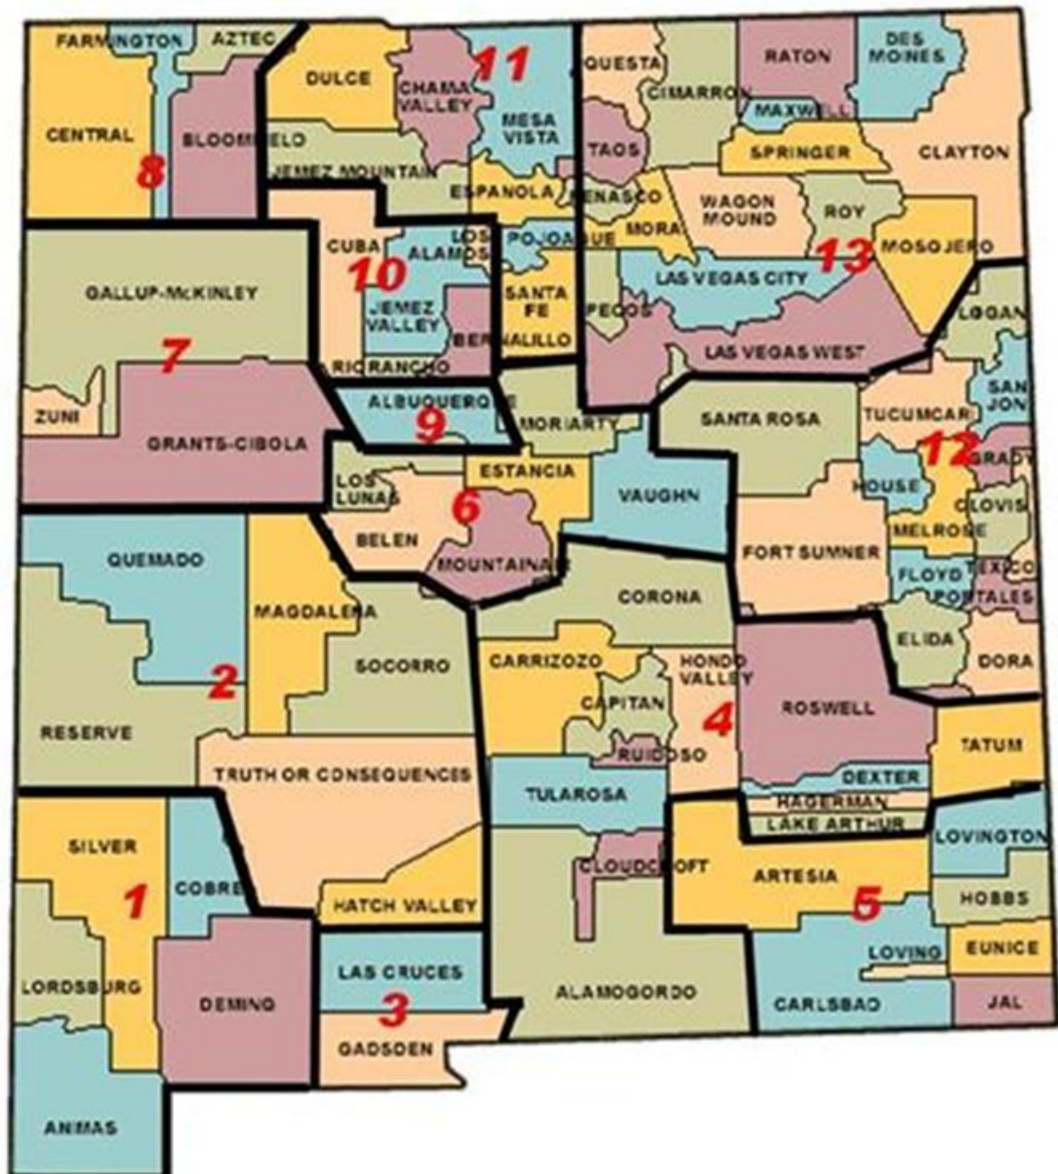 FARMINGTON
AZTEC
CENTRAL
BLOOMFIELD
8
DULCE
CHAMA
VALLEY
11
MESA
VISTA
JEMEZ MOUNTAIN
ESPANOLA
QUESTA
CIMARRON
RATON
DES
MOINES
MAXWELL
TAOS
SPRINGER
CLAYTON
PENASCO
WAGON
MOUND
ROY
MORA
13
MOSQJERO
POJOAQUE
LAS VEGAS CITY
SANTA
FE
PECOS
LAS VEGAS WEST
CUBA
LOS
ALAMOS
10
JEMEZ
VALLEY
BERNALILLO
RIO RANCHO
GALLUP-McKINLEY
7
ZUNI
GRANTS-CIBOLA
ALBUQUERQUE
9
MORIARTY
LOGAN
SAN
JON
SANTA ROSA
TUCUMCARI
12
GRADY
HOUSE
CLOVIS
MELROSE
FORT SUMNER
FLOYD
TEXICO
PORTALES
ELIDA
DORA
LOS
LUNAS
ESTANCIA
6
VAUGHN
BELEN
MOUNTAINAIR
QUEMADO
MAGDALENA
SOCORRO
2
RESERVE
TRUTH OR CONSEQUENCES
HATCH VALLEY
CORONA
CARRIZOZO
HONDO
VALLEY
CAPITAN
4
ROSWELL
RUIDOSO
TULAROSA
DEXTER
HAGERMAN
LAKE ARTHUR
TATUM
CLOUDCROFT
ALAMOGORDO
SILVER
1
COBRE
LORDSBURG
DEMING
ANIMAS
LAS CRUCES
3
GADSDEN
LOVINGTON
ARTESIA
5
HOBBS
LOVING
EUNICE
CARLSBAD
JAL